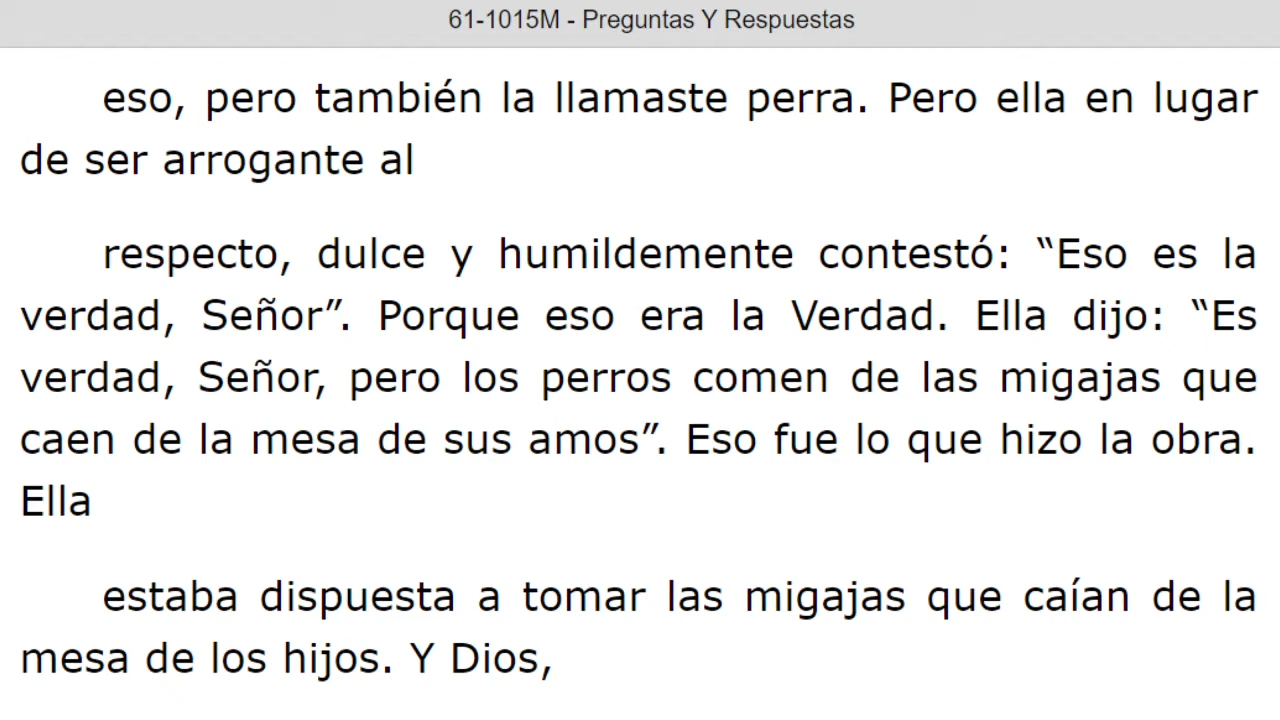 61-1015M - Preguntas Y Respuestas
eso, pero también la llamaste perra. Pero ella en lugar
de ser arrogante al
respecto, dulce y humildemente contestó: “Eso es la
verdad, Señor”. Porque eso era la Verdad. Ella dijo: “Es
verdad, Señor, pero los perros comen de las migajas que
caen de la mesa de sus amos”. Eso fue lo que hizo la obra.
Ella
estaba dispuesta a tomar las migajas que caían de la
mesa de los hijos. Y Dios,